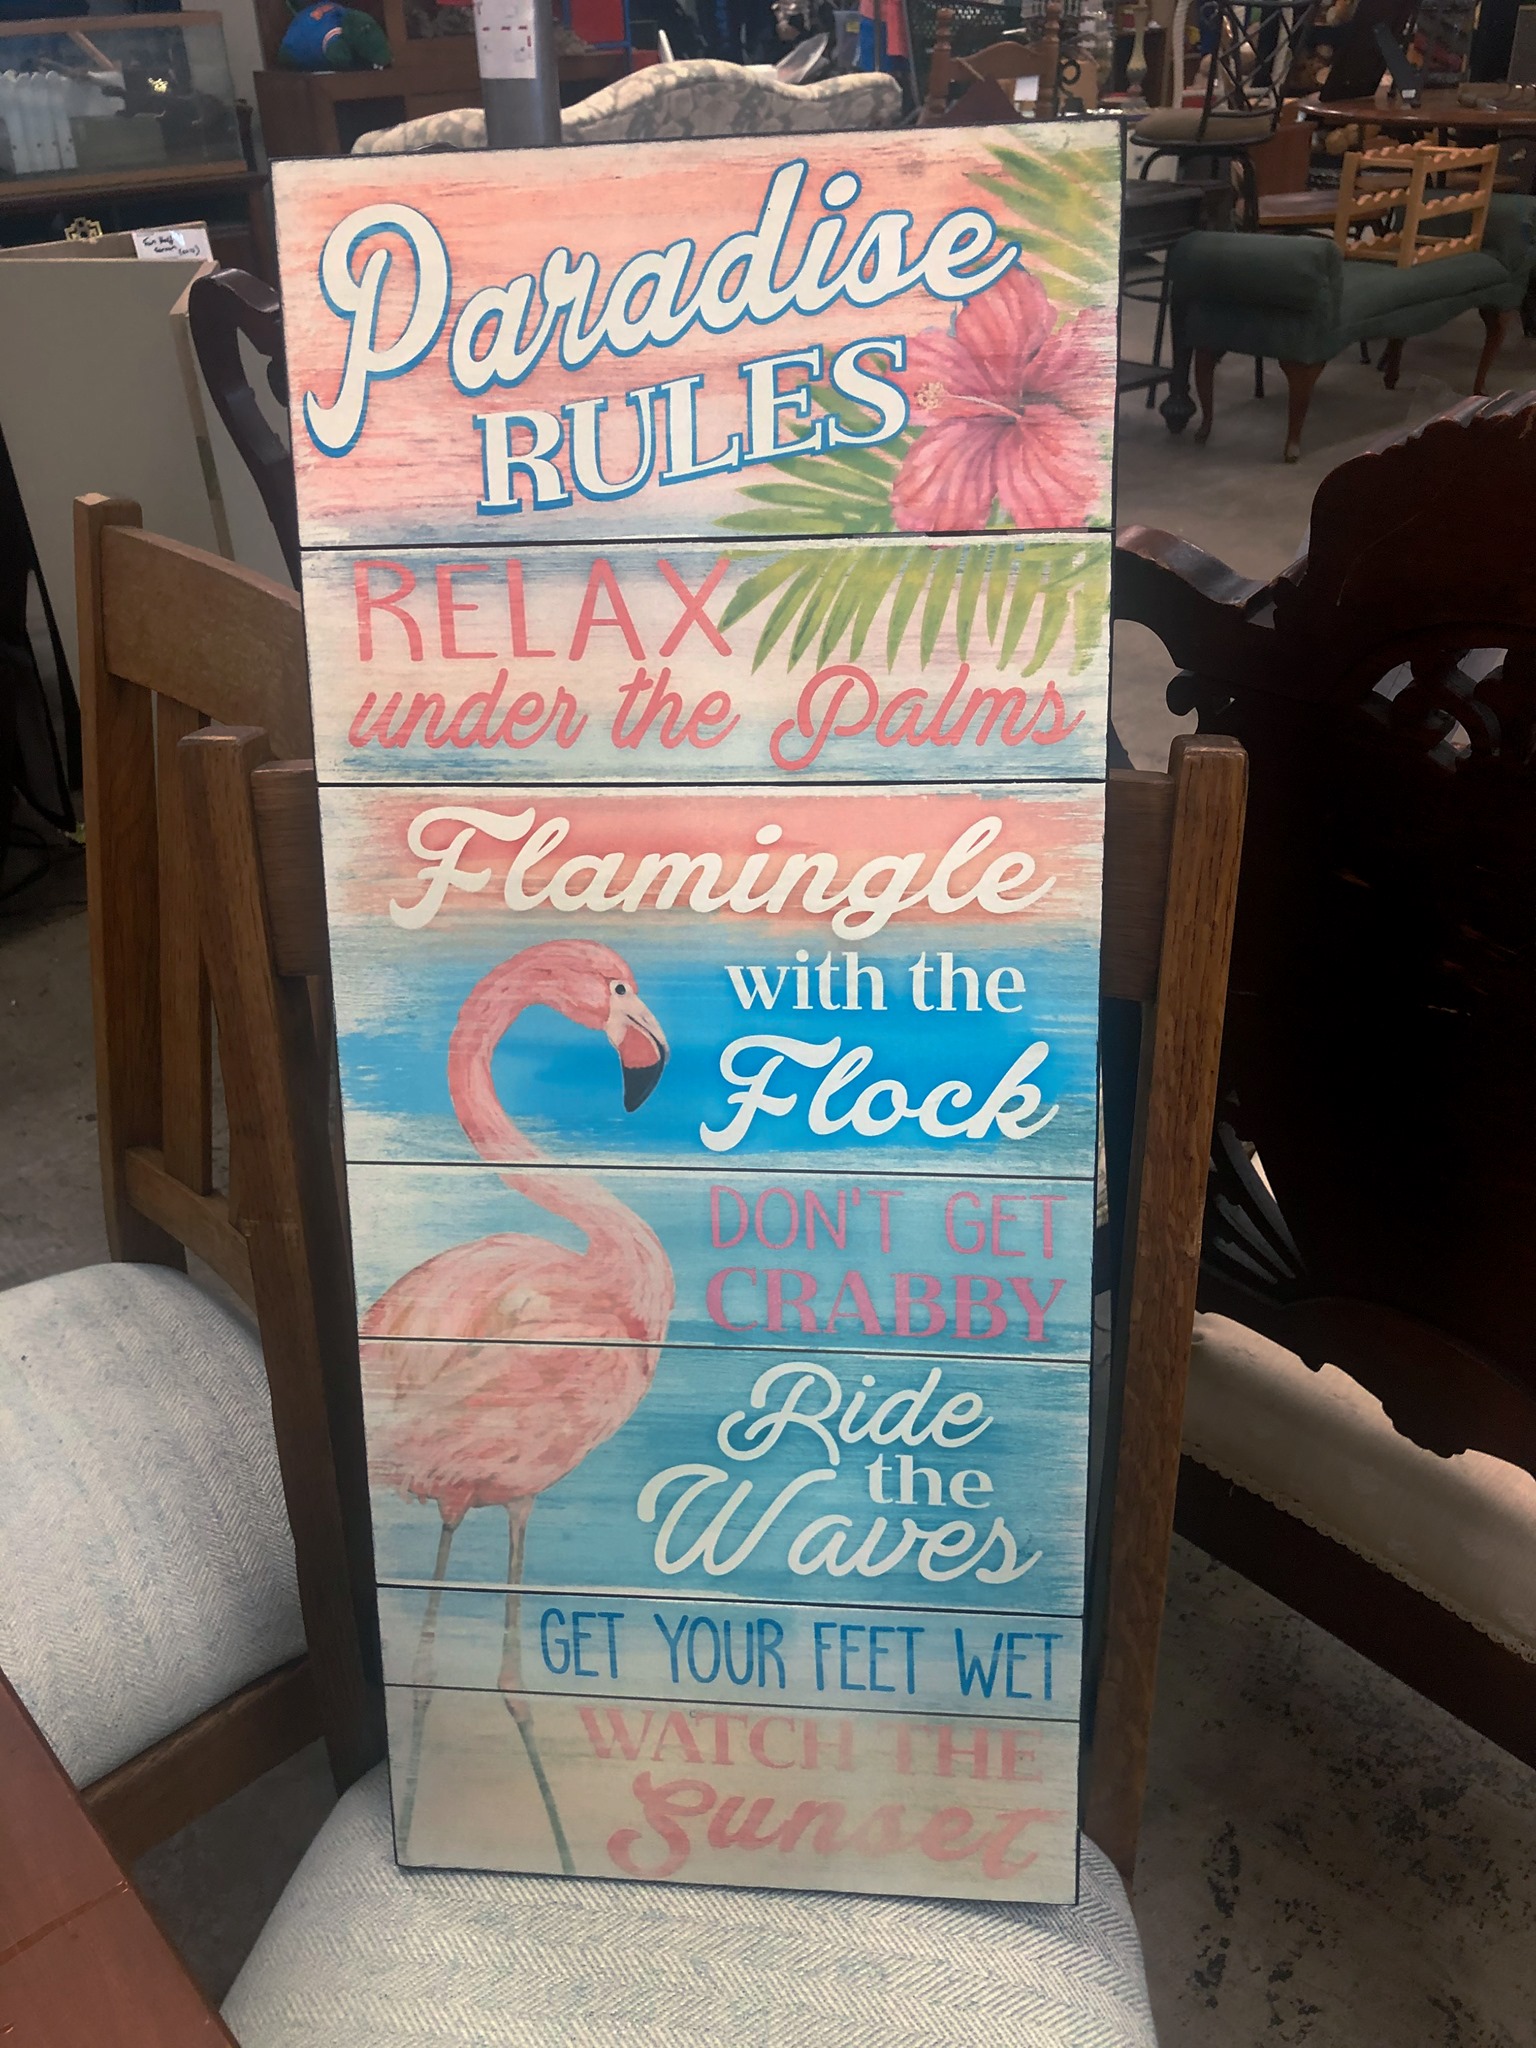 Paradise
RULES
RELAX
under the Palms
Flamingle
with the
Flock
DON'T GET
CRABBY
Ride
the
Waves
GET YOUR FEET WET
WATCH THE
Sunset